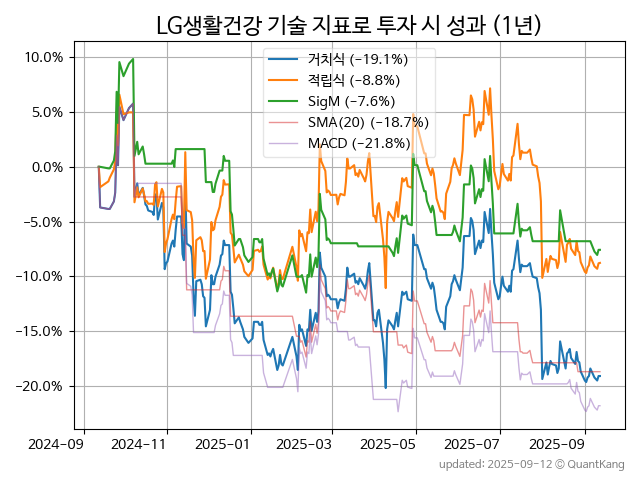 LG생활건강 기술 지표로 투자 시 성과 (1년)
거치식 (−19.1%)
적립식 (−8.8%)
SigM (−7.6%)
SMA(20) (−18.7%)
MACD (−21.8%)
10.0%
5.0%
0.0%
−5.0%
−10.0%
−15.0%
−20.0%
2024-09 2024-11 2025-01 2025-03 2025-05 2025-07 2025-09
updated: 2025-09-12 © QuantKang